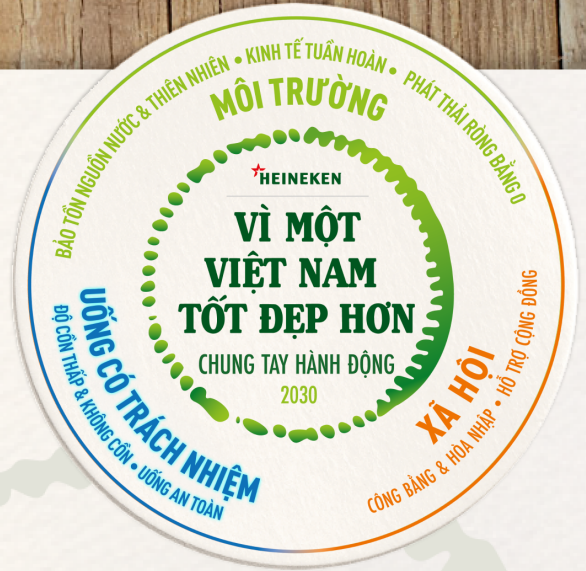 BẢO TỒN NGUỒN NƯỚC & THIÊN NHIÊN • KINH TẾ TUẦN HOÀN • PHÁT THẢI RÒNG BẰNG 0
MÔI TRƯỜNG
HEINEKEN
VÌ MỘT
VIỆT NAM
TỐT ĐẸP HƠN
CHUNG TAY HÀNH ĐỘNG
2030
UỐNG CÓ TRÁCH NHIỆM
ĐỘ CỒN THẤP & KHÔNG CỒN • UỐNG AN TOÀN
XÃ HỘI
CÔNG BẰNG & HÒA NHẬP • HỖ TRỢ CỘNG ĐỒNG